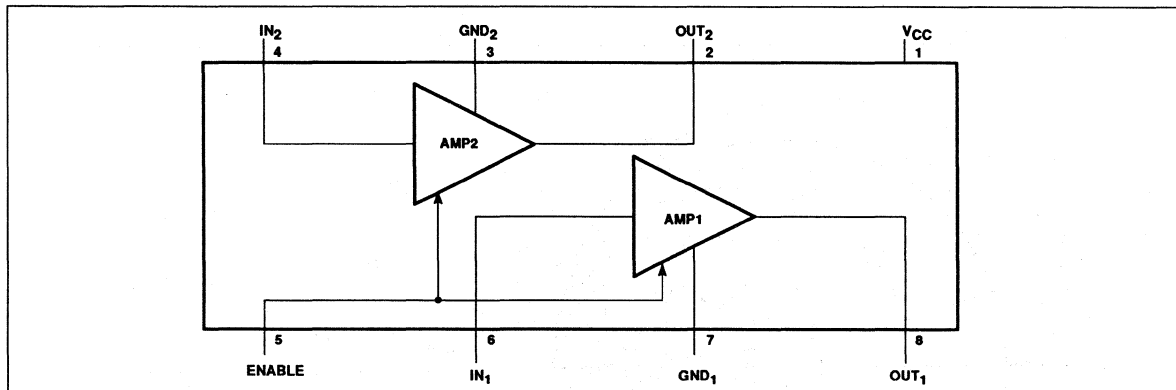 IN2 GND2 OUT2 VCC
4 3 2 1
AMP2
AMP1
5 6 7 8
ENABLE IN1 GND1 OUT1